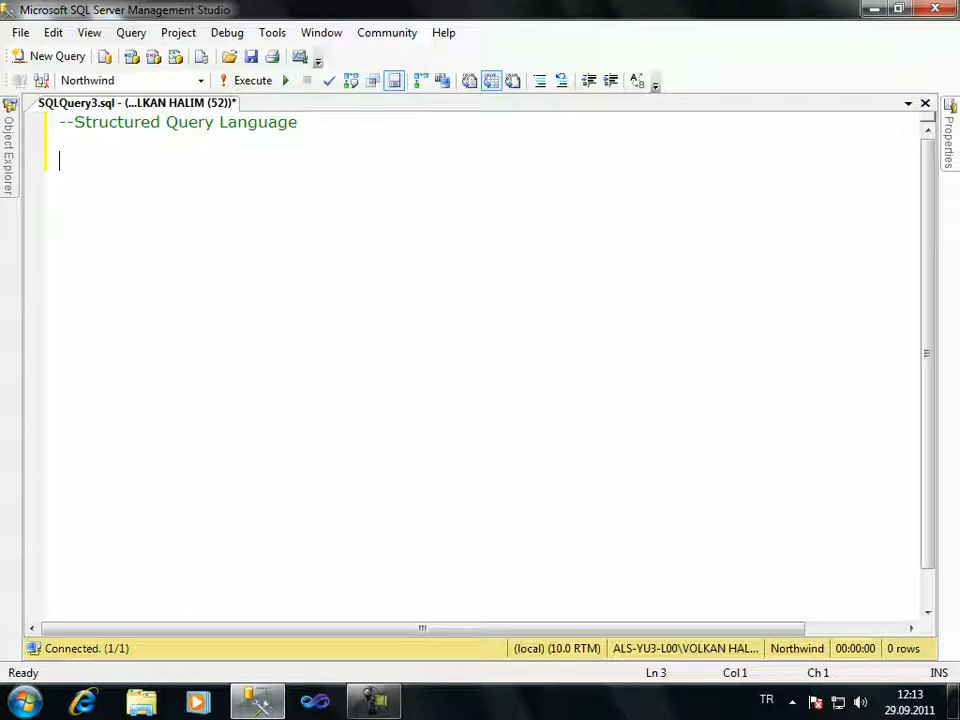 Microsoft SQL Server Management Studio
File Edit View Query Project Debug Tools Window Community Help
New Query
Northwind Execute
SQLQuery3.sql - (...LKAN HALIM (52))*
--Structured Query Language
Object Explorer
Properties
Connected. (1/1) (local) (10.0 RTM) ALS-YU3-L00\VOLKAN HAL... Northwind 00:00:00 0 rows
Ready Ln 3 Col 1 Ch 1 INS
TR 12:13
29.09.2011